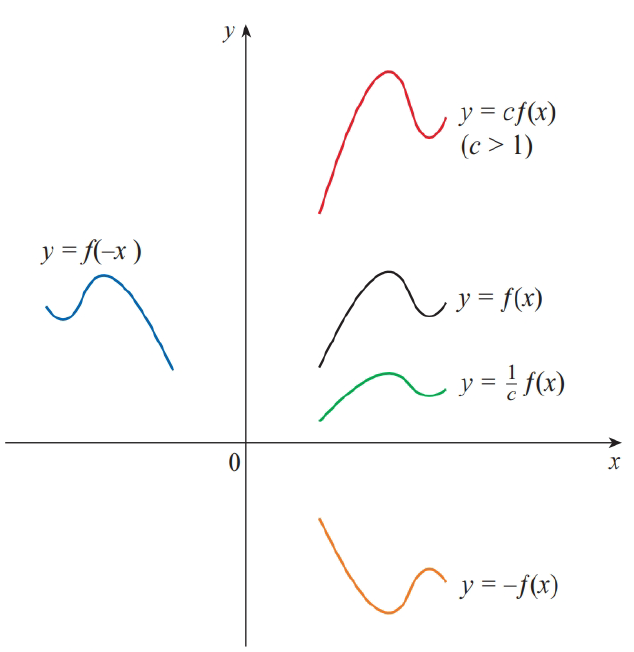 y
y = cf(x)
(c > 1)
y = f(–x )
y = f(x)
y = 1/c f(x)
0
x
y = –f(x)